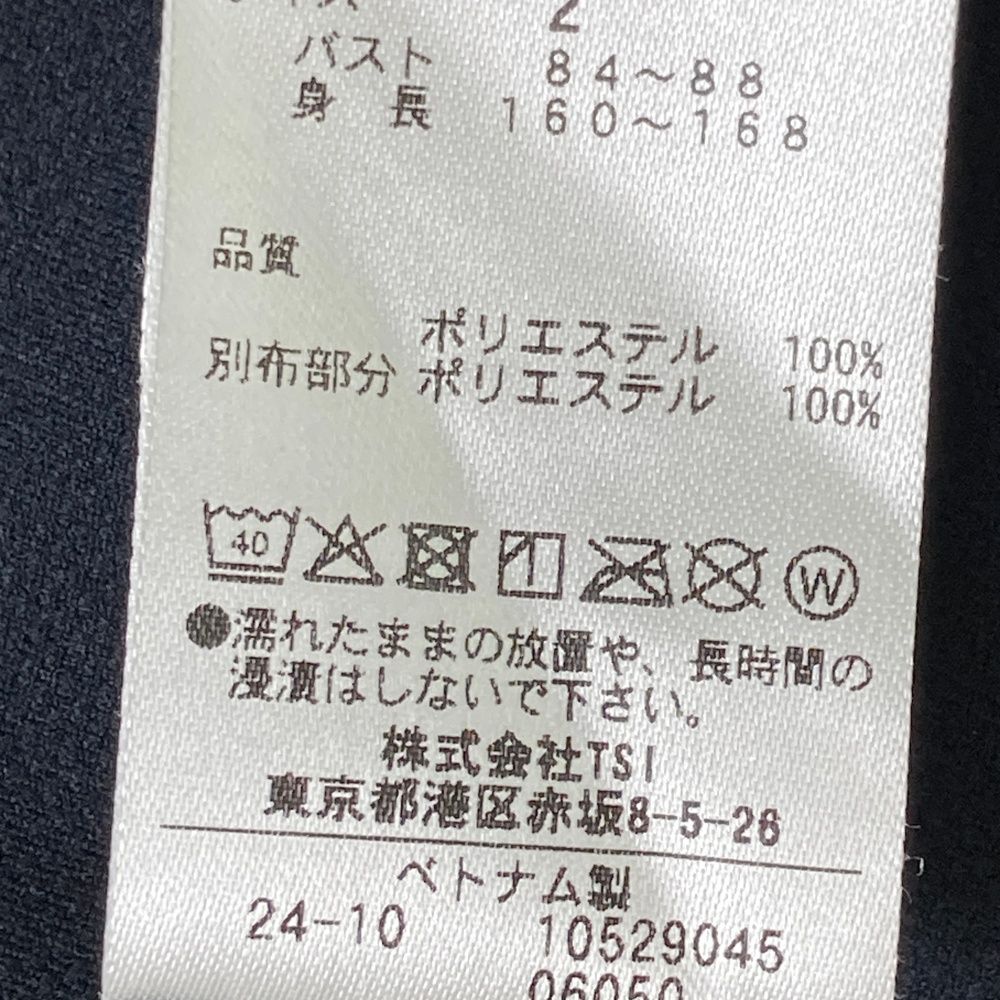 2
バスト 84～88
身 長 160～168
品質
ポリエステル 100%
別布部分 ポリエステル 100%
40
W
●濡れたままの放置や、長時間の
浸漬はしないで下さい。
株式会社TSI
東京都港区赤坂8-5-26
ベトナム製
24-10 10529045
06050